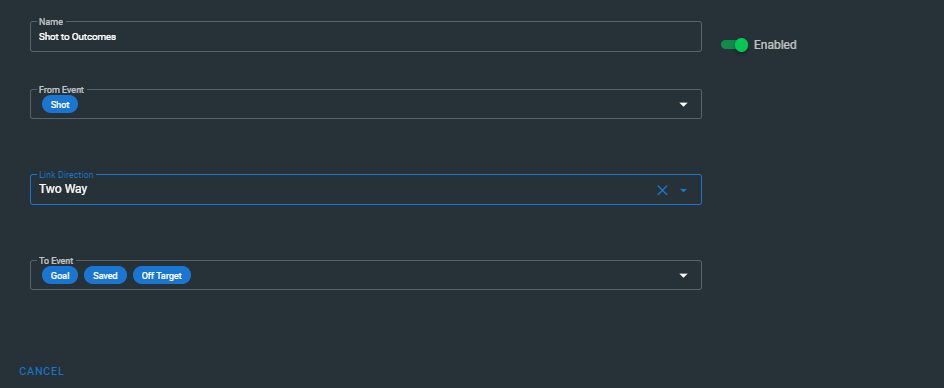 Name
Shot to Outcomes
Enabled
From Event
Shot
Link Direction
Two Way
To Event
Goal Saved Off Target
CANCEL